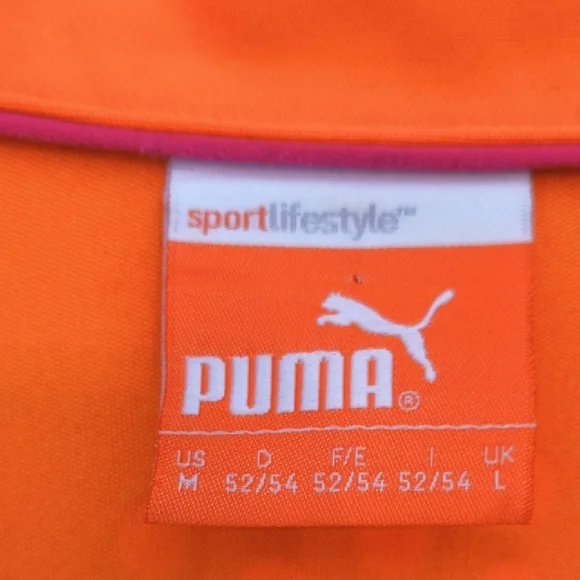 sportlifestyle™
PUMA®
US D F/E I UK
M 52/54 52/54 52/54 L